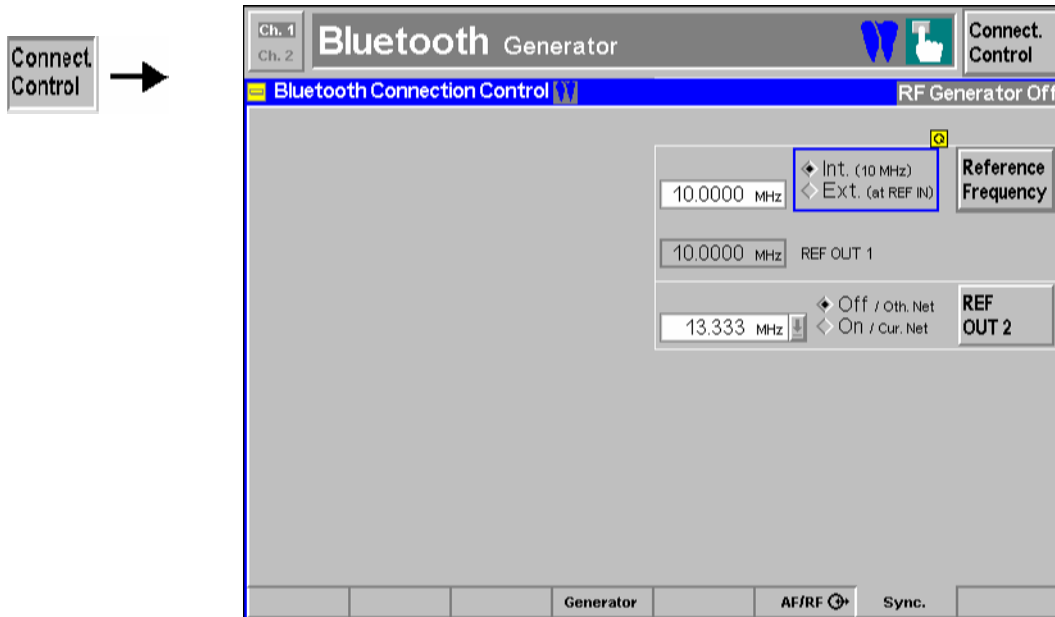 Connect.
Control
Ch. 1
Ch. 2
Bluetooth Generator
Connect.
Control
Bluetooth Connection Control
RF Generator Off
10.0000 MHz
Int. (10 MHz)
Ext. (at REF IN)
Reference
Frequency
10.0000 MHz REF OUT 1
13.333 MHz
Off / Oth. Net
On / Cur. Net
REF
OUT 2
Generator AF/RF Sync.